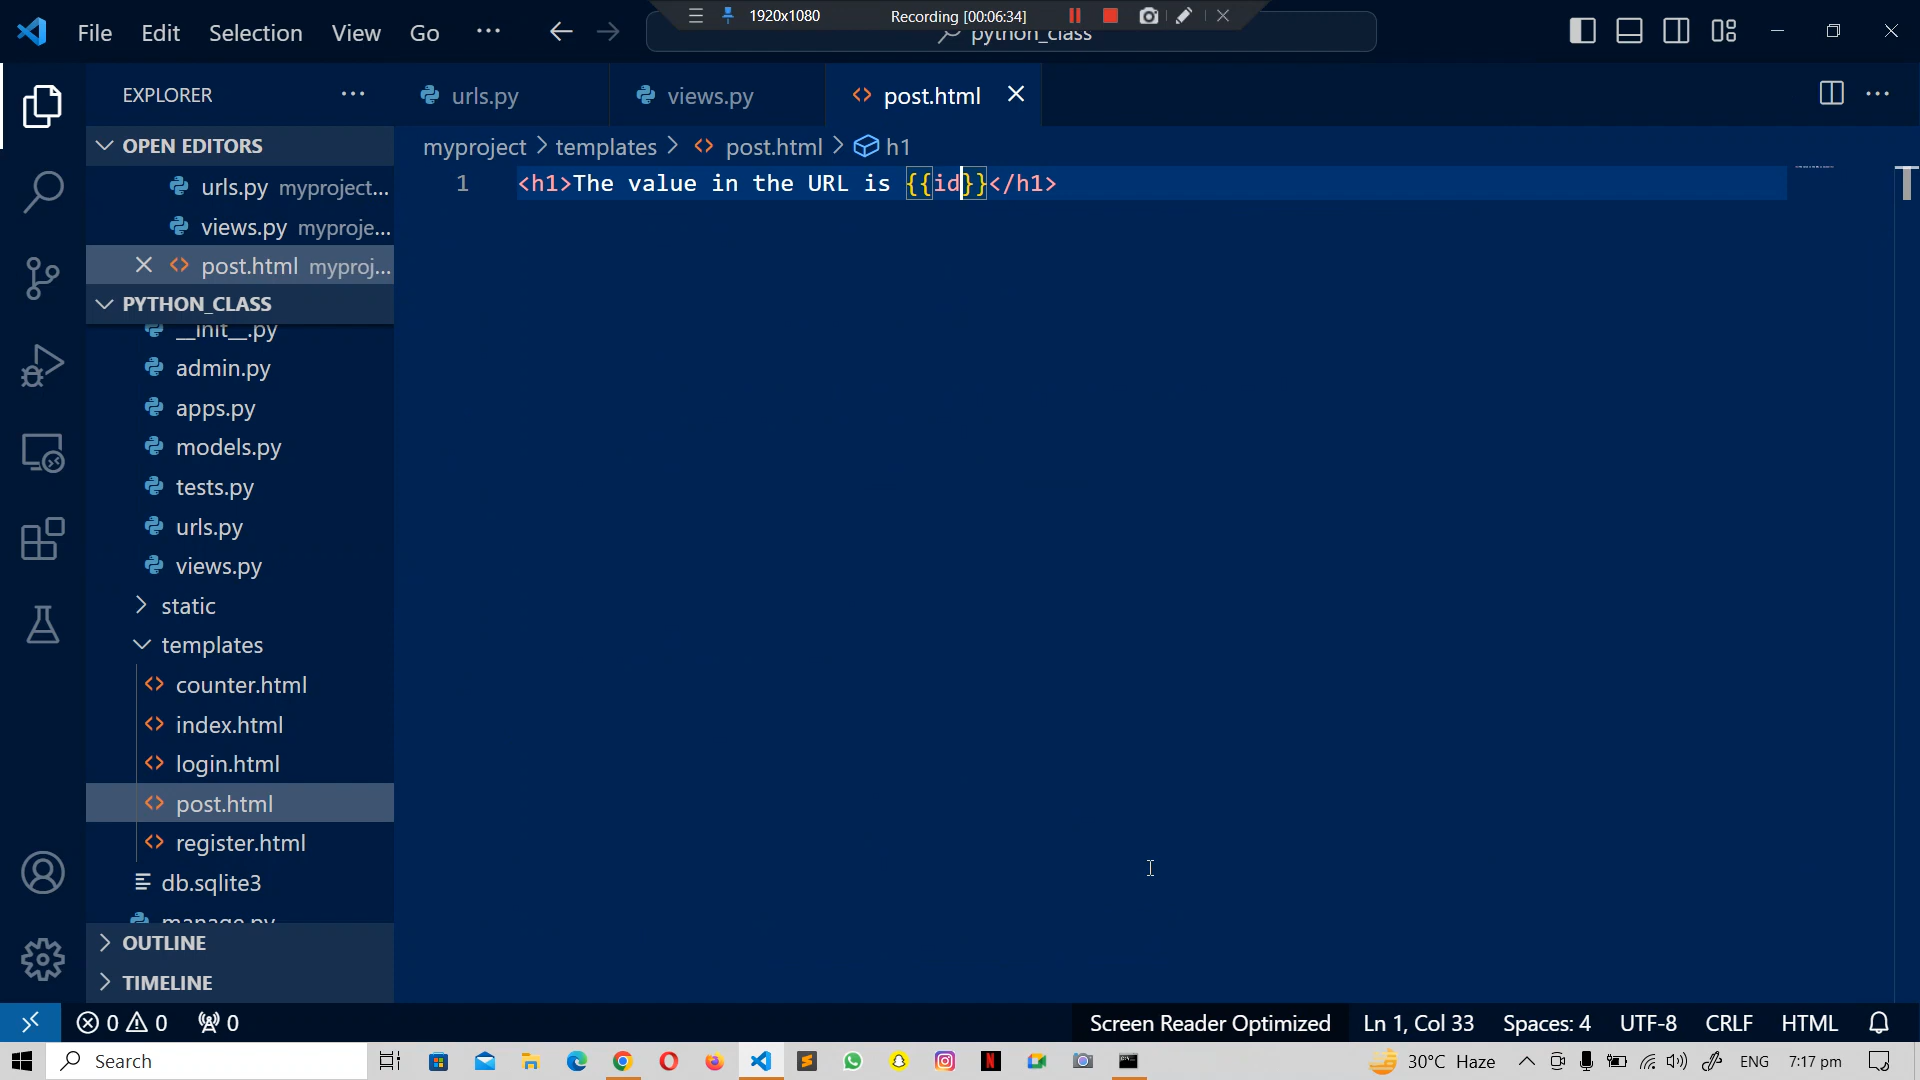 File Edit Selection View Go ···
1920x1080 Recording [00:06:34]
python_class
EXPLORER ···
urls.py views.py post.html
OPEN EDITORS
urls.py myproject...
views.py myproje...
post.html myproj...
PYTHON_CLASS
__init__.py
admin.py
apps.py
models.py
tests.py
urls.py
views.py
static
templates
counter.html
index.html
login.html
post.html
register.html
db.sqlite3
manage.py
OUTLINE
TIMELINE
myproject > templates > post.html > h1
1 <h1>The value in the URL is {{id}}</h1>
0 0 0
Screen Reader Optimized Ln 1, Col 33 Spaces: 4 UTF-8 CRLF HTML
Search
30°C Haze ENG 7:17 pm